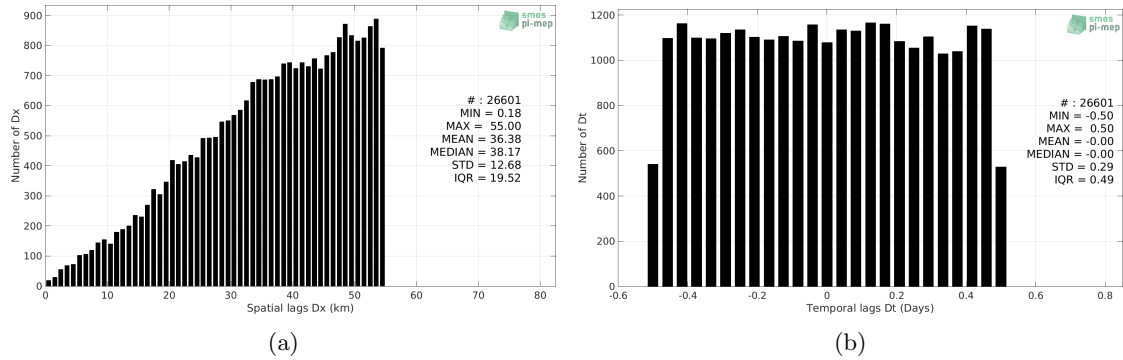 smos
pi-mep
900
800
700
600
500
400
300
200
100
0
Number of Dx
# : 26601
MIN = 0.18
MAX = 55.00
MEAN = 36.38
MEDIAN = 38.17
STD = 12.68
IQR = 19.52
0 10 20 30 40 50 60 70 80
Spatial lags Dx (km)
(a)
smos
pi-mep
1200
1000
800
600
400
200
0
Number of Dt
# : 26601
MIN = -0.50
MAX = 0.50
MEAN = -0.00
MEDIAN = -0.00
STD = 0.29
IQR = 0.49
-0.6 -0.4 -0.2 0 0.2 0.4 0.6 0.8
Temporal lags Dt (Days)
(b)